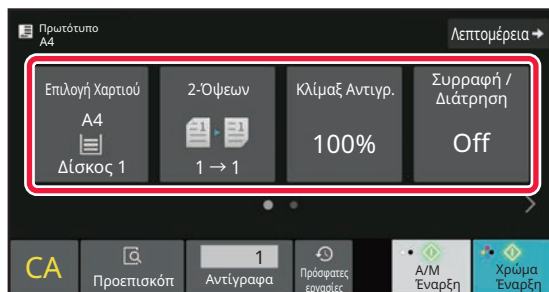 Πρωτότυπο
A4
Λεπτομέρεια
Επιλογή Χαρτιού
A4
Δίσκος 1
2-Όψεων
1 → 1
Κλίμαξ Αντιγρ.
100%
Συρραφή /
Διάτρηση
Off
CA
Προεπισκόπ
1
Αντίγραφα
Πρόσφατες
εργασίες
Α/Μ
Έναρξη
Χρώμα
Έναρξη